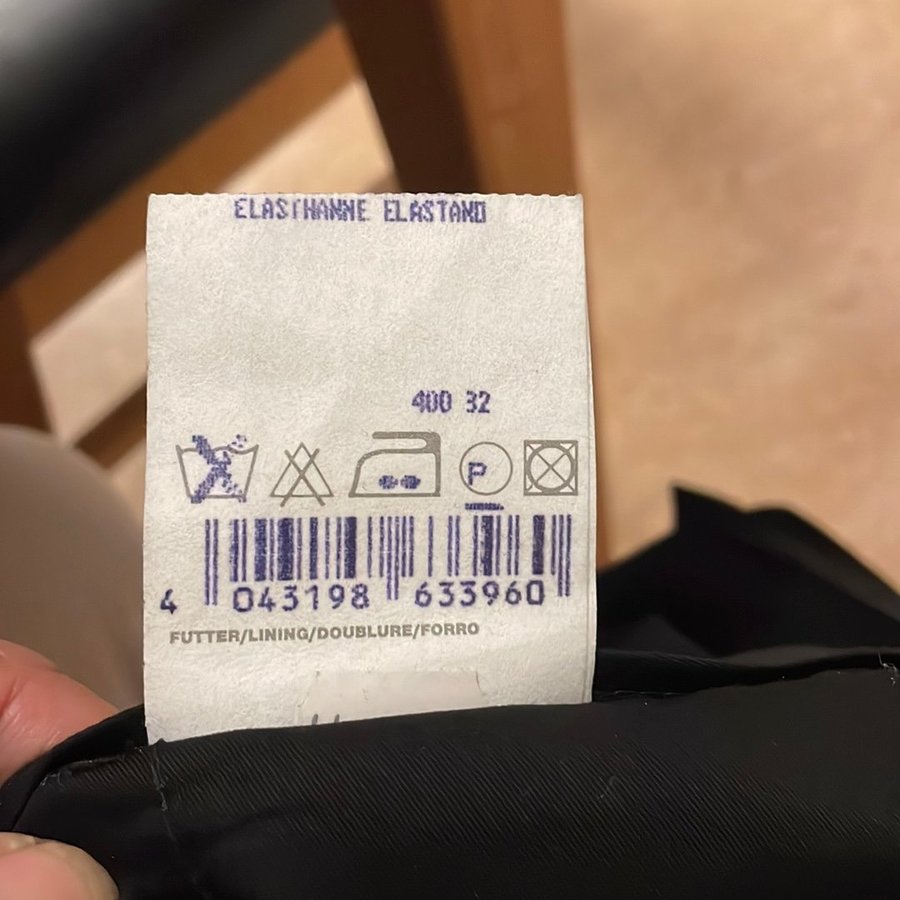 ELASTHANNE ELASTANO
400 32
P
4 043198 633960
FUTTER/LINING/DOUBLURE/FORRO